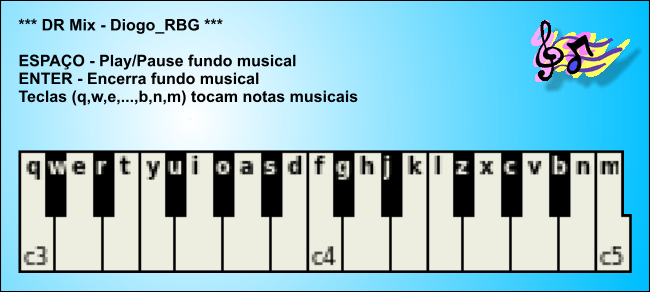 *** DR Mix - Diogo_RBG ***
ESPAÇO - Play/Pause fundo musical
ENTER - Encerra fundo musical
Teclas (q,w,e,...,b,n,m) tocam notas musicais
q w e r t y u i o a s d f g h j k l z x c v b n m
c3 c4 c5